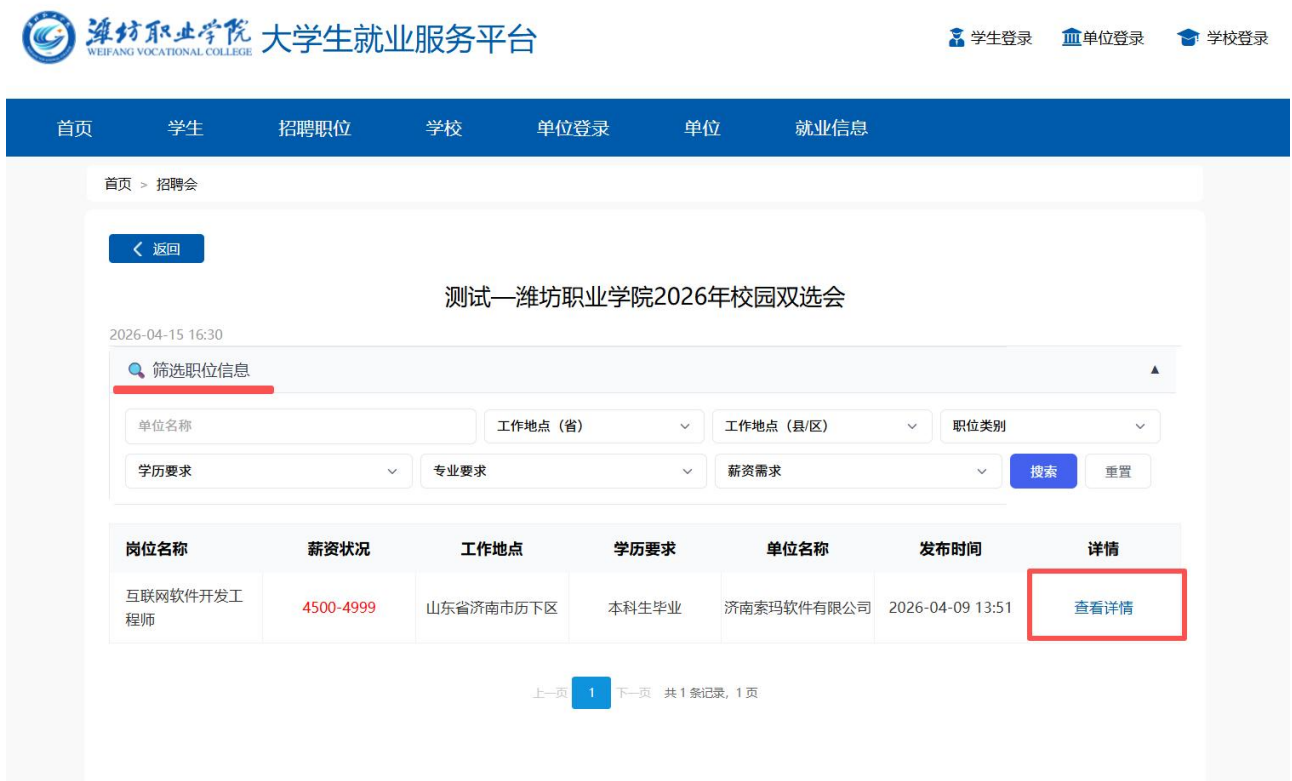 潍坊职业学院 大学生就业服务平台
WEIFANG VOCATIONAL COLLEGE
学生登录 单位登录 学校登录
首页 学生 招聘职位 学校 单位登录 单位 就业信息
首页 > 招聘会
返回
测试—潍坊职业学院2026年校园双选会
2026-04-15 16:30
筛选职位信息 ▲
单位名称 工作地点（省） 工作地点（县/区） 职位类别
学历要求 专业要求 薪资需求 搜索 重置
岗位名称 薪资状况 工作地点 学历要求 单位名称 发布时间 详情
互联网软件开发工
程师 4500-4999 山东省济南市历下区 本科生毕业 济南索玛软件有限公司 2026-04-09 13:51 查看详情
上一页 1 下一页 共 1 条记录, 1 页